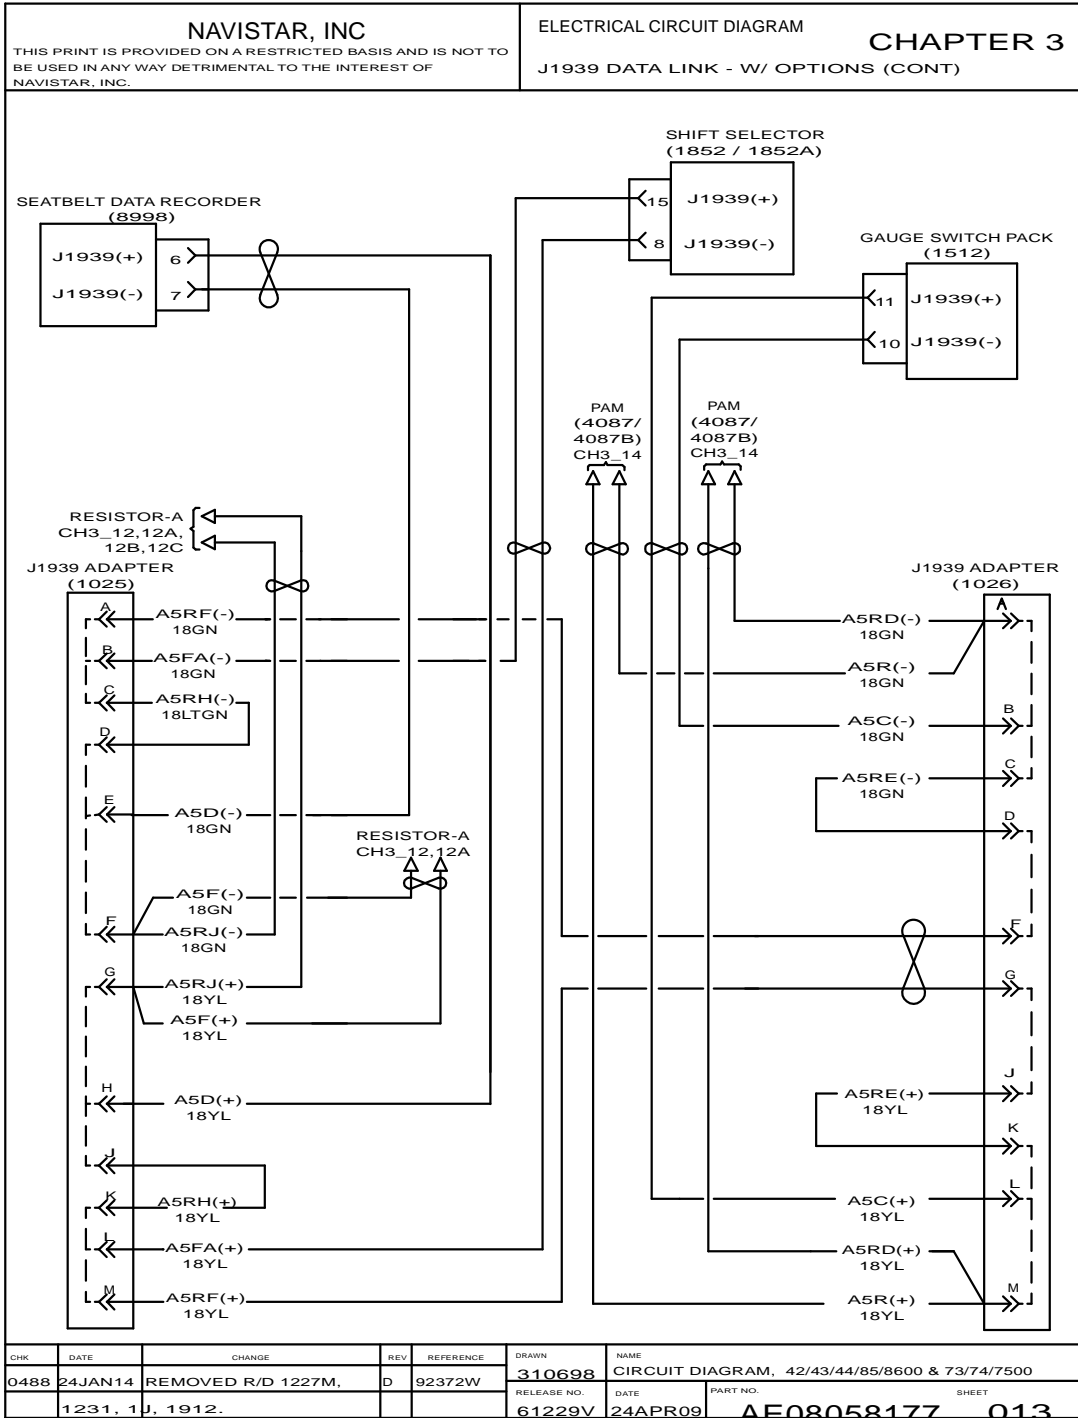 NAVISTAR, INC
THIS PRINT IS PROVIDED ON A RESTRICTED BASIS AND IS NOT TO
BE USED IN ANY WAY DETRIMENTAL TO THE INTEREST OF
NAVISTAR, INC.
ELECTRICAL CIRCUIT DIAGRAM
CHAPTER 3
J1939 DATA LINK - W/ OPTIONS (CONT)
SHIFT SELECTOR
(1852 / 1852A)
15 J1939(+)
8 J1939(-)
SEATBELT DATA RECORDER
(8998)
J1939(+) 6
J1939(-) 7
GAUGE SWITCH PACK
(1512)
11 J1939(+)
10 J1939(-)
PAM
(4087/
4087B)
CH3_14
PAM
(4087/
4087B)
CH3_14
RESISTOR-A
CH3_12,12A,
12B,12C
J1939 ADAPTER
(1025)
A
A5RF(-)
18GN
B
A5FA(-)
18GN
C
A5RH(-)
18LTGN
D
E
A5D(-)
18GN
RESISTOR-A
CH3_12,12A
A5F(-)
18GN
F
A5RJ(-)
18GN
G
A5RJ(+)
18YL
A5F(+)
18YL
H
A5D(+)
18YL
J
K
A5RH(+)
18YL
L
A5FA(+)
18YL
M
A5RF(+)
18YL
J1939 ADAPTER
(1026)
A
A5RD(-)
18GN
A5R(-)
18GN
B
A5C(-)
18GN
C
A5RE(-)
18GN
D
F
G
J
A5RE(+)
18YL
K
L
A5C(+)
18YL
A5RD(+)
18YL
M
A5R(+)
18YL
CHK DATE CHANGE REV REFERENCE
0488 24JAN14 REMOVED R/D 1227M, D 92372W
1231, 1J, 1912.
DRAWN
310698
NAME
CIRCUIT DIAGRAM, 42/43/44/85/8600 & 73/74/7500
RELEASE NO.
61229V
DATE
24APR09
PART NO.
AE08058177
SHEET
013